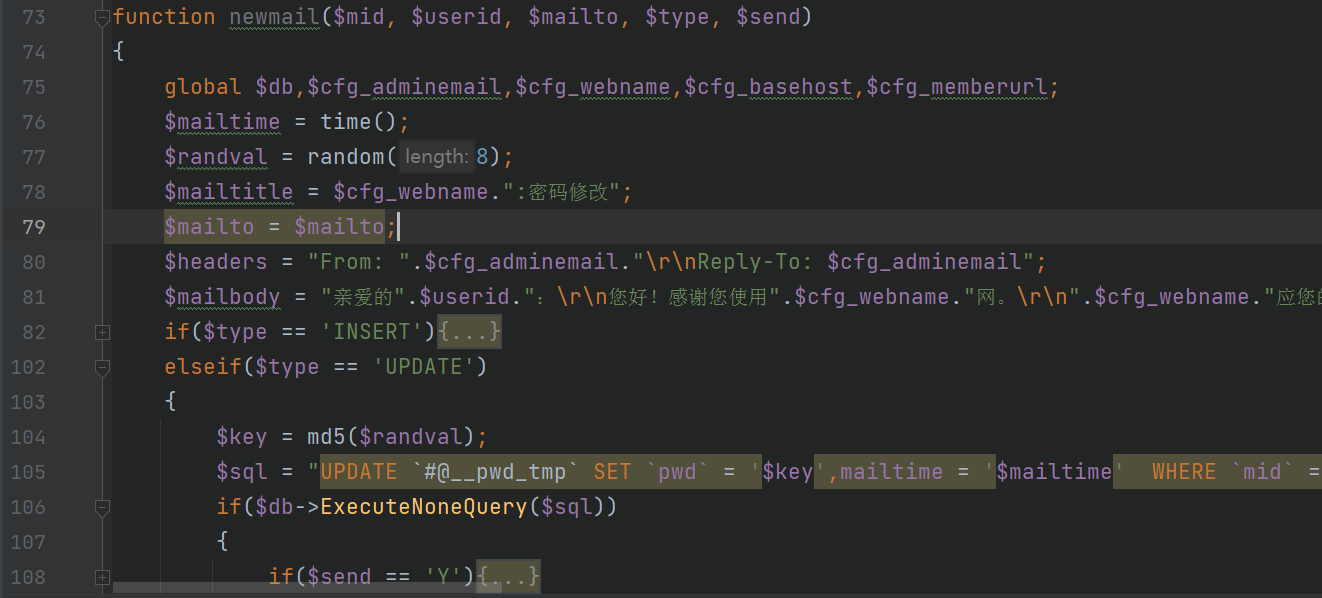 73 function newmail($mid, $userid, $mailto, $type, $send)
74 {
75 global $db,$cfg_adminemail,$cfg_webname,$cfg_basehost,$cfg_memberurl;
76 $mailtime = time();
77 $randval = random( length: 8);
78 $mailtitle = $cfg_webname.":密码修改";
79 $mailto = $mailto;
80 $headers = "From: ".$cfg_adminemail."\r\nReply-To: $cfg_adminemail";
81 $mailbody = "亲爱的".$userid.": \r\n您好！感谢您使用".$cfg_webname."网。\r\n".$cfg_webname."应您
82 if($type == 'INSERT'){...}
102 elseif($type == 'UPDATE')
103 {
104 $key = md5($randval);
105 $sql = "UPDATE `#@__pwd_tmp` SET `pwd` = '$key',mailtime = '$mailtime'  WHERE `mid` =
106 if($db->ExecuteNoneQuery($sql))
107 {
108 if($send == 'Y'){...}